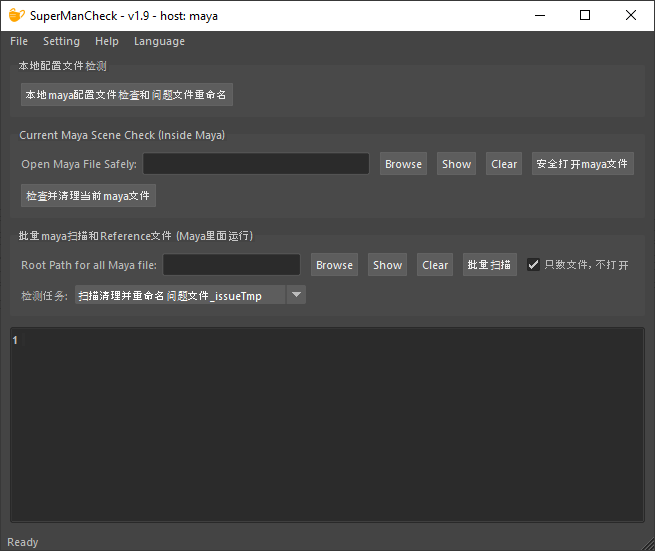 SuperManCheck - v1.9 - host: maya
File Setting Help Language
本地配置文件检测
本地maya配置文件检查和问题文件重命名
Current Maya Scene Check (Inside Maya)
Open Maya File Safely: Browse Show Clear 安全打开maya文件
检查并清理当前maya文件
批量maya扫描和Reference文件 (Maya里面运行)
Root Path for all Maya file: Browse Show Clear 批量扫描 只数文件, 不打开
检测任务: 扫描清理并重命名问题文件_issueTmp
1
Ready